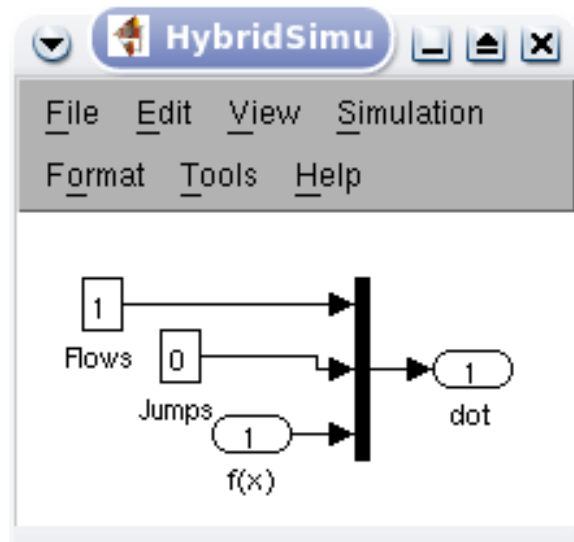 HybridSimu
File Edit View Simulation
Format Tools Help
1
Flows
0
Jumps
1
f(x)
1
dot